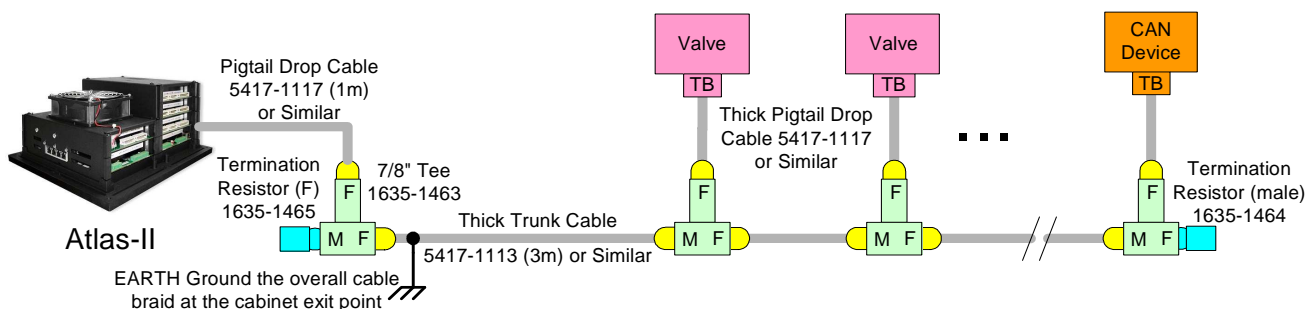 Pigtail Drop Cable
5417-1117 (1m)
or Similar
Atlas-II
Termination
Resistor (F)
1635-1465
7/8" Tee
1635-1463
F
M F
Thick Trunk Cable
5417-1113 (3m) or Similar
EARTH Ground the overall cable
braid at the cabinet exit point
Valve
TB
F
M F
Thick Pigtail Drop
Cable 5417-1117
or Similar
Valve
TB
F
M F
...
CAN
Device
TB
F
M F
Termination
Resistor (male)
1635-1464